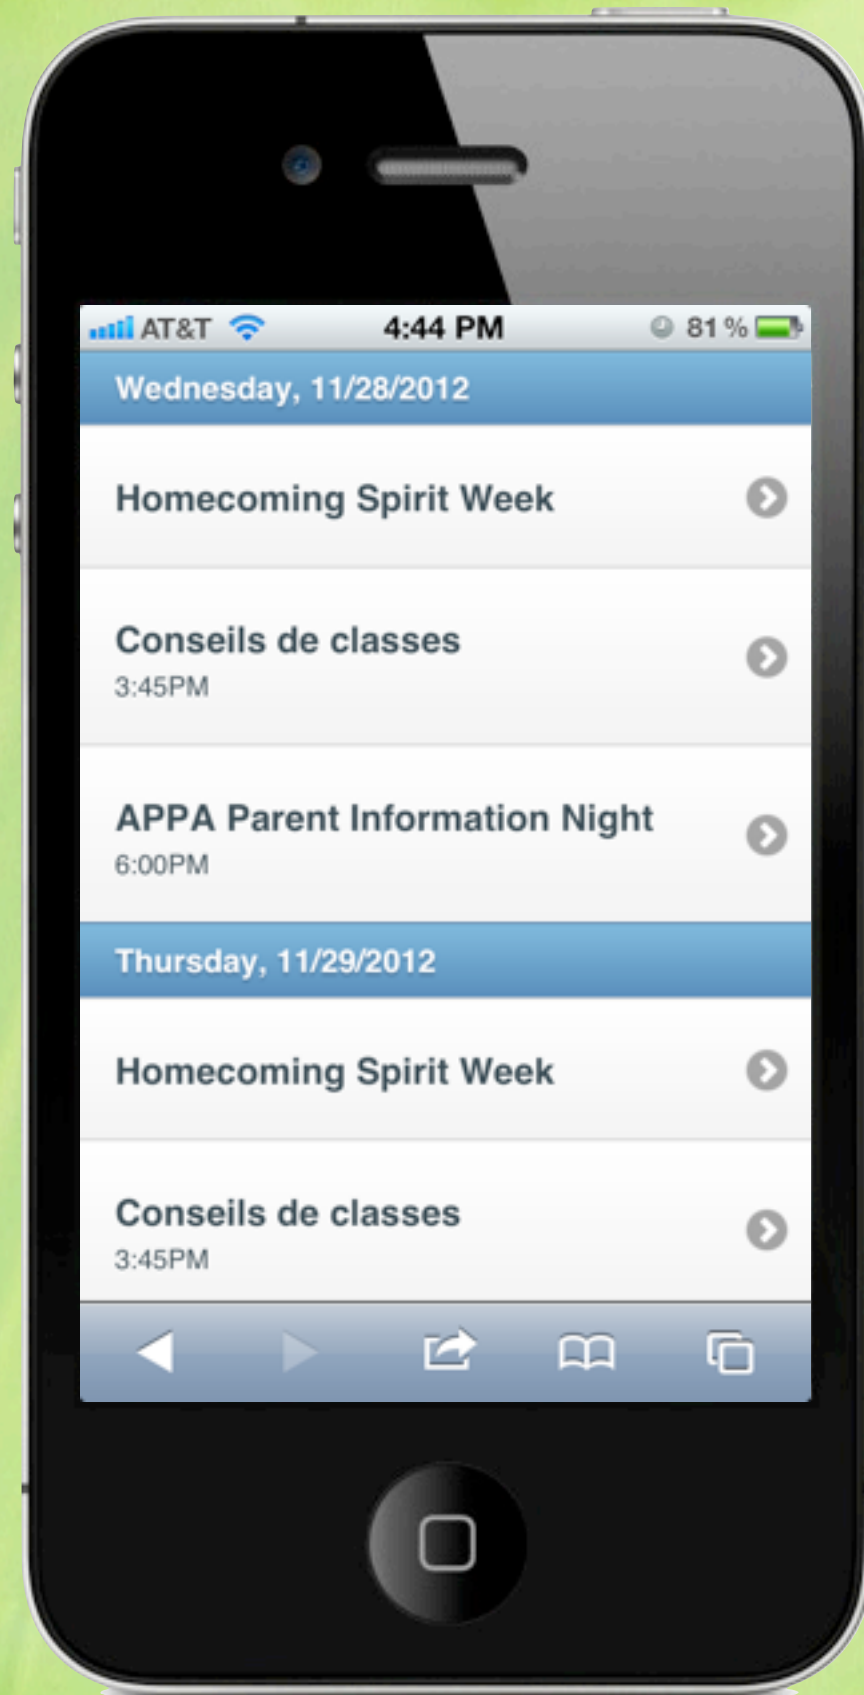 AT&T 4:44 PM 81%
Wednesday, 11/28/2012
Homecoming Spirit Week
Conseils de classes
3:45PM
APPA Parent Information Night
6:00PM
Thursday, 11/29/2012
Homecoming Spirit Week
Conseils de classes
3:45PM